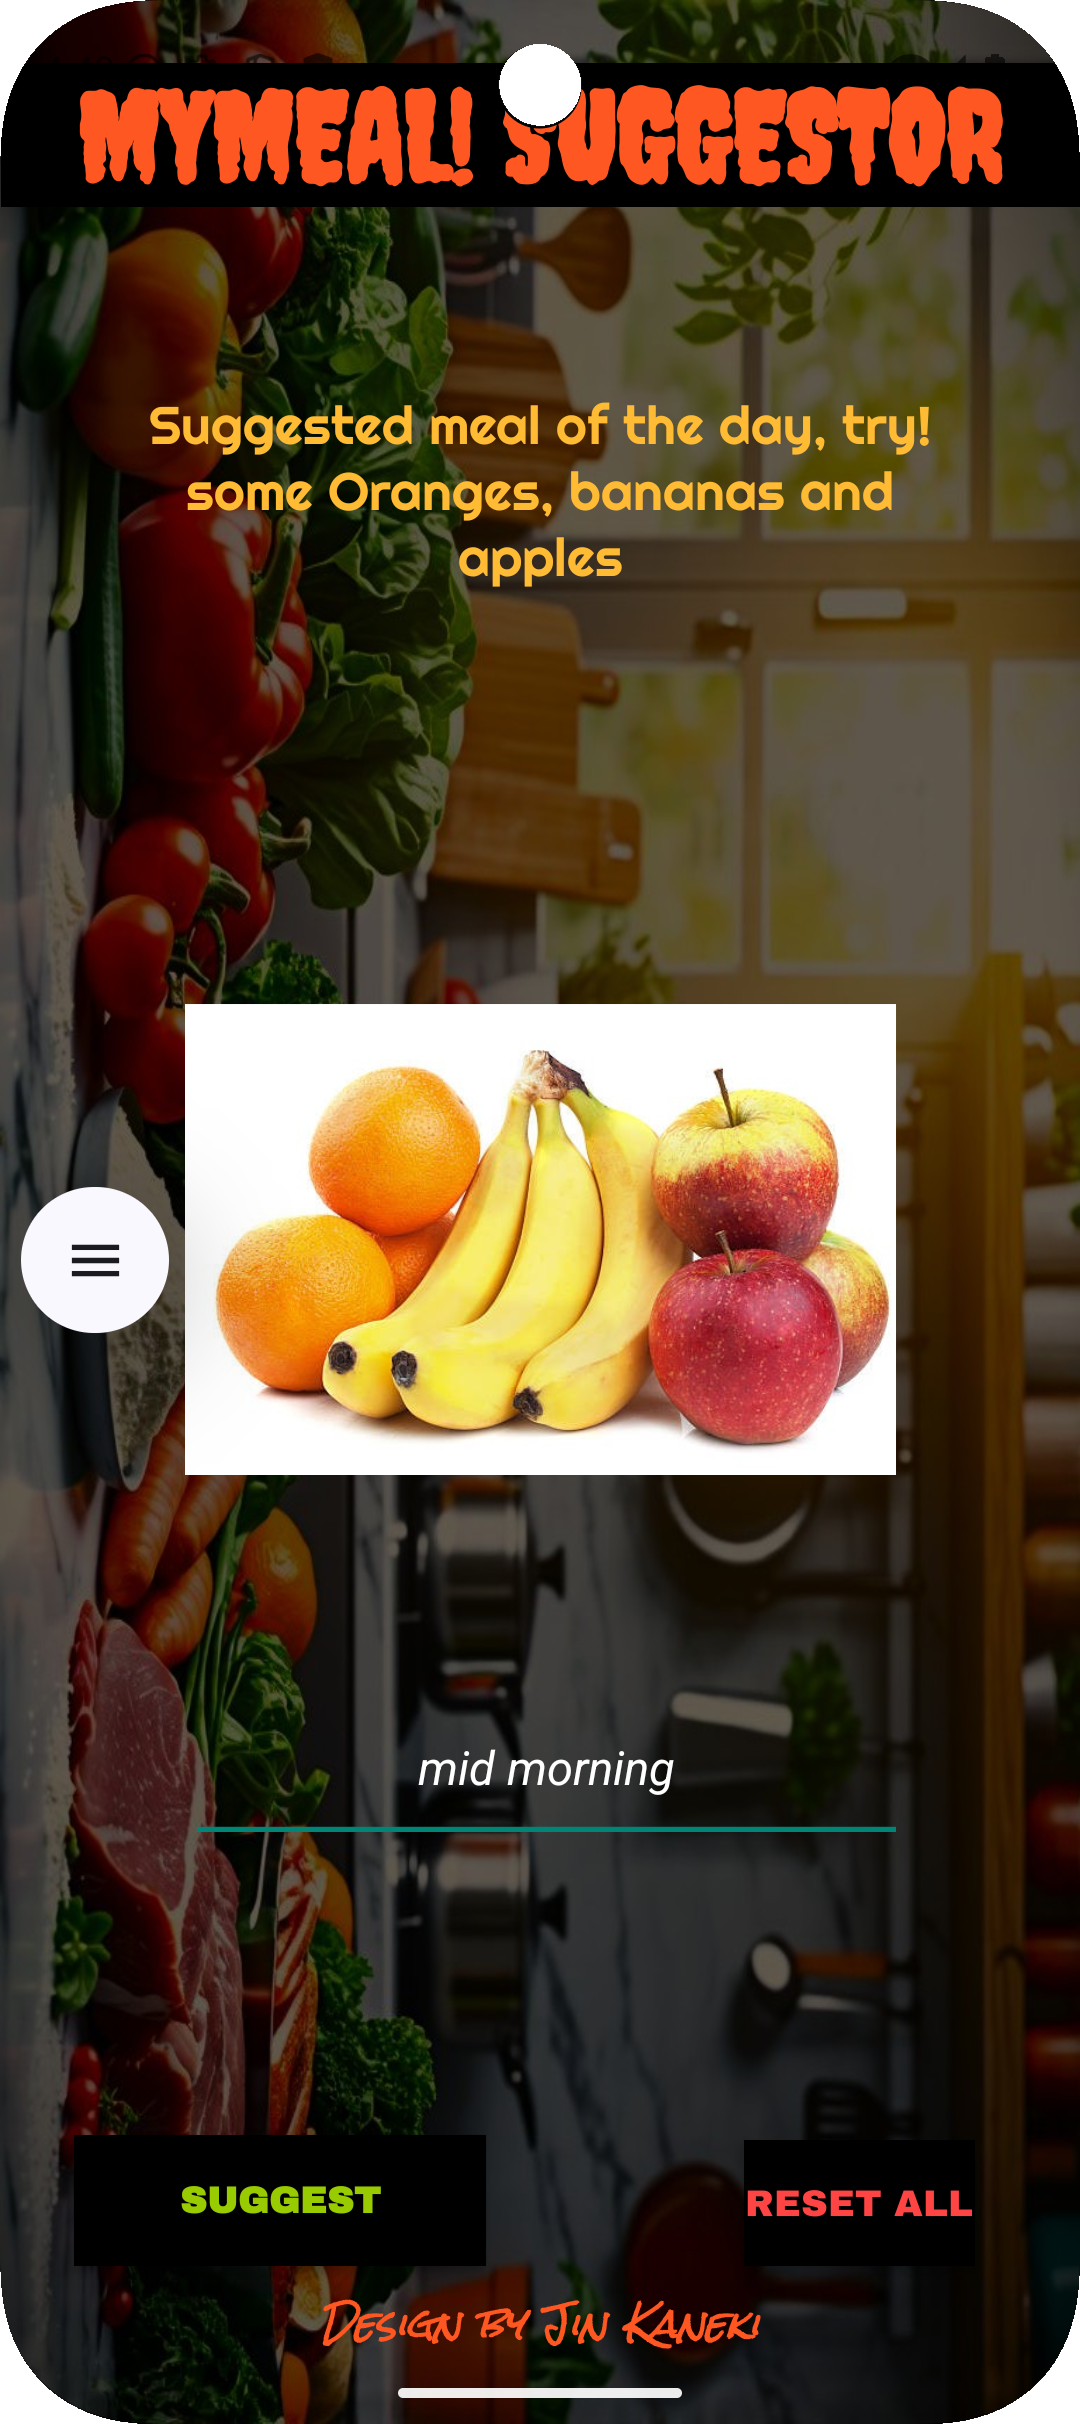 MYMEAL! SUGGESTOR
Suggested meal of the day, try!
some Oranges, bananas and
apples
mid morning
SUGGEST
RESET ALL
Design by Jin Kaneki